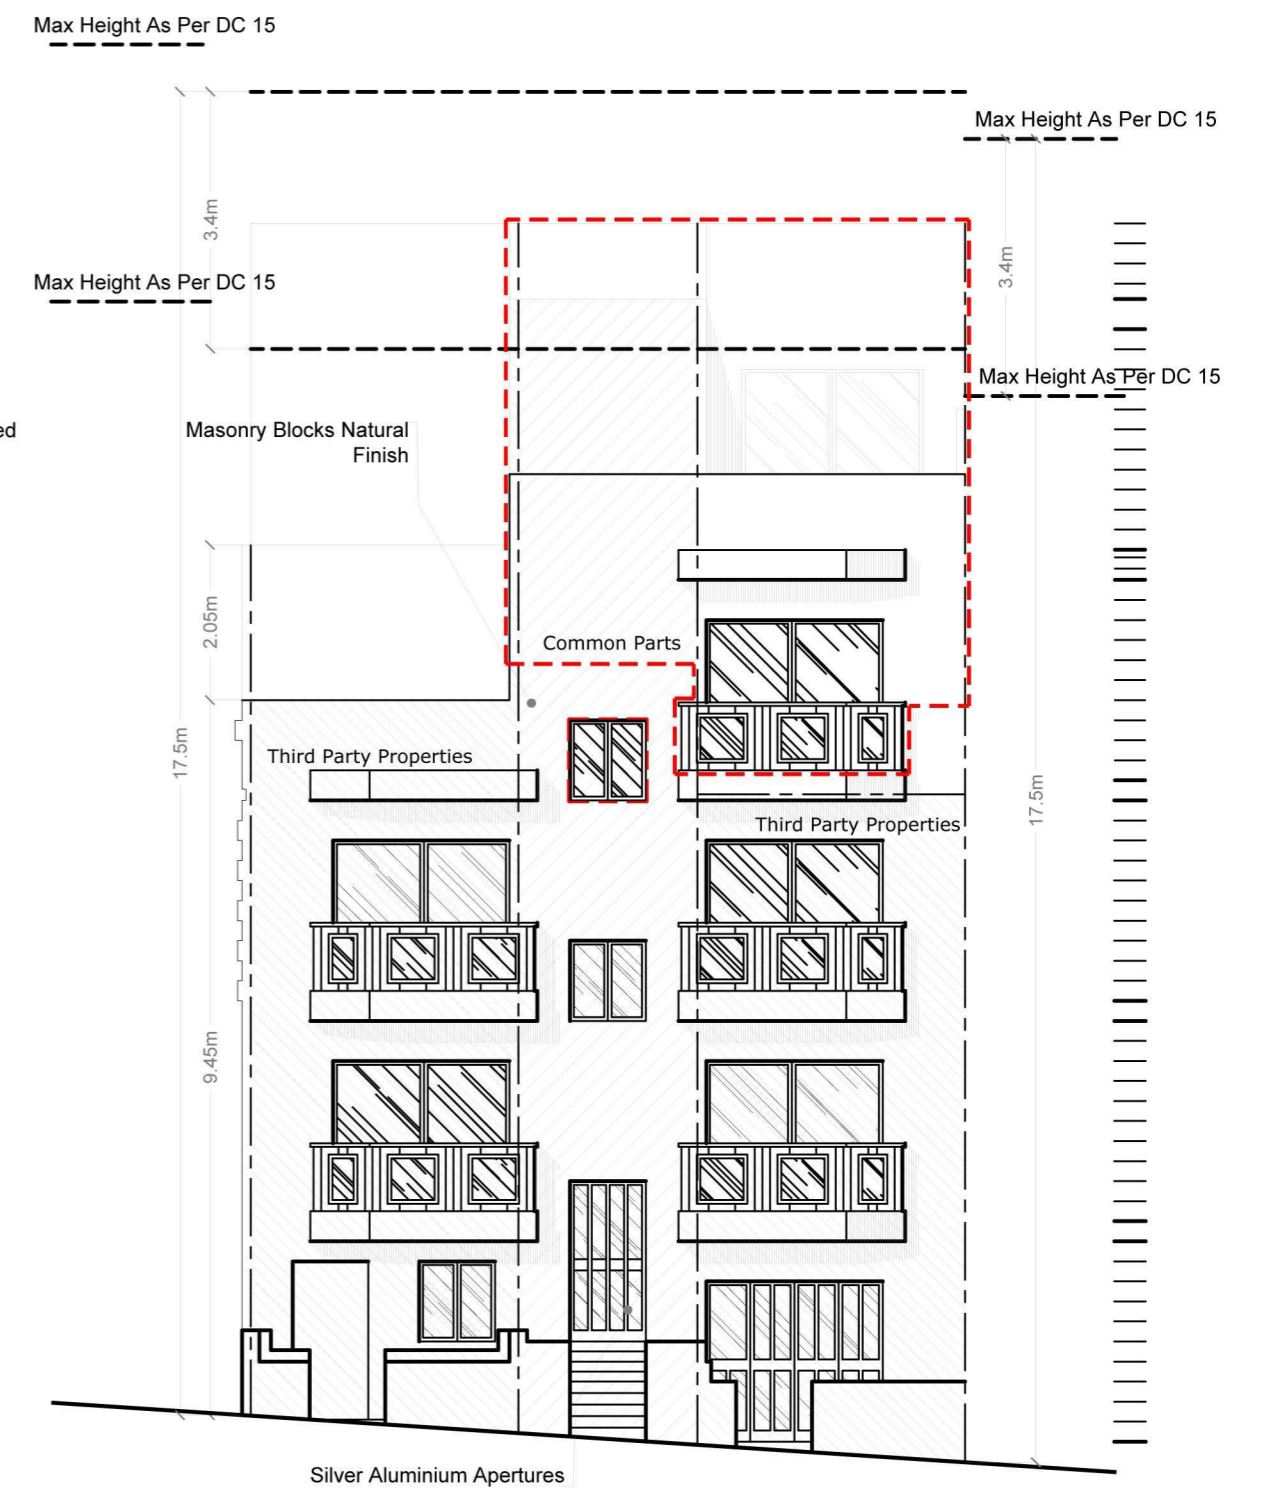 Max Height As Per DC 15
Max Height As Per DC 15
3.4m
3.4m
Max Height As Per DC 15
Max Height As Per DC 15
ed
Masonry Blocks Natural
Finish
2.05m
Common Parts
17.5m
Third Party Properties
17.5m
Third Party Properties
9.45m
Silver Aluminium Apertures